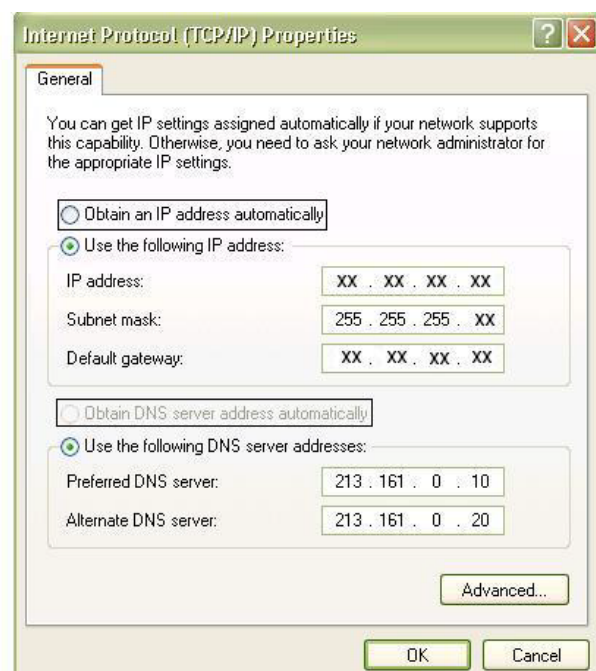 Internet Protocol (TCP/IP) Properties
?
General
You can get IP settings assigned automatically if your network supports
this capability. Otherwise, you need to ask your network administrator for
the appropriate IP settings.
Obtain an IP address automatically
Use the following IP address:
IP address: XX . XX . XX . XX
Subnet mask: 255 . 255 . 255 . XX
Default gateway: XX . XX . XX . XX
Obtain DNS server address automatically
Use the following DNS server addresses:
Preferred DNS server: 213 . 161 . 0 . 10
Alternate DNS server: 213 . 161 . 0 . 20
Advanced...
OK Cancel